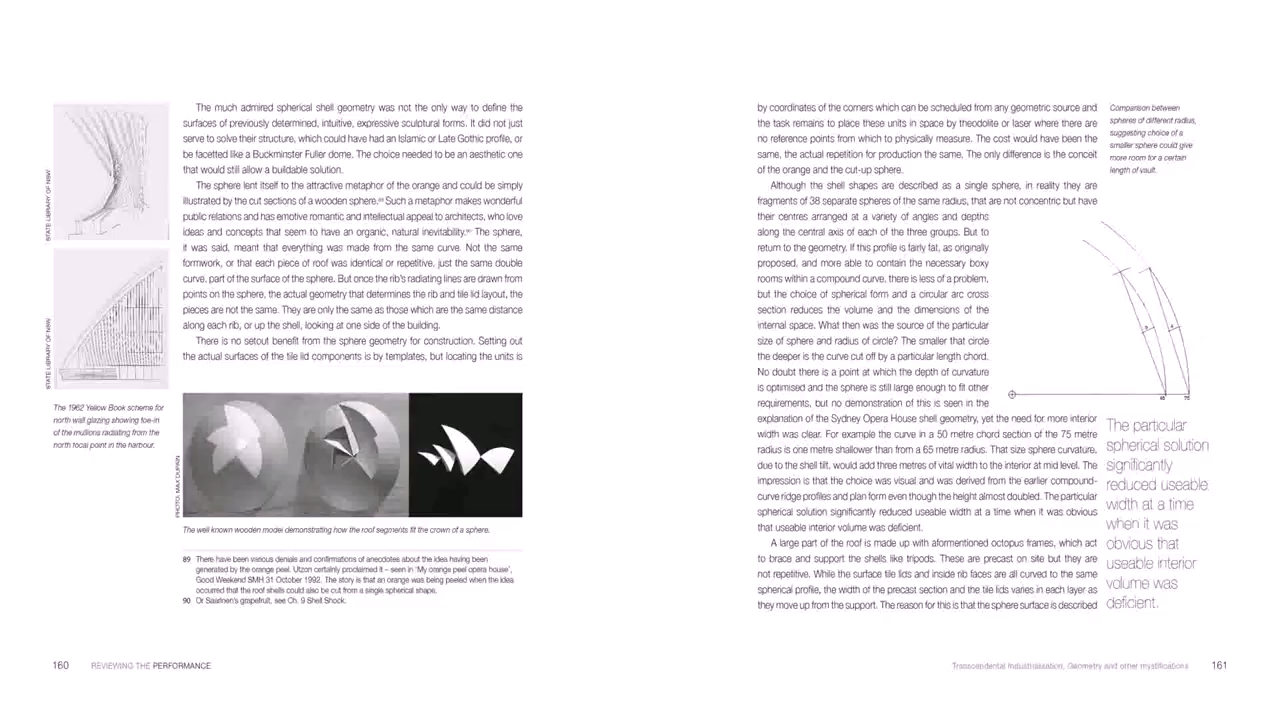 STATE LIBRARY OF NSW
STATE LIBRARY OF NSW
The 1962 Yellow Book scheme for
north wall glazing showing toe-in
of the mullions radiating from the
north focal point in the harbour.
The much admired spherical shell geometry was not the only way to define the
surfaces of previously determined, intuitive, expressive sculptural forms. It did not just
serve to solve their structure, which could have had an Islamic or Late Gothic profile, or
be facetted like a Buckminster Fuller dome. The choice needed to be an aesthetic one
that would still allow a buildable solution.
The sphere lent itself to the attractive metaphor of the orange and could be simply
illustrated by the cut sections of a wooden sphere.⁸⁹ Such a metaphor makes wonderful
public relations and has emotive romantic and intellectual appeal to architects, who love
ideas and concepts that seem to have an organic, natural inevitability.⁹⁰ The sphere,
it was said, meant that everything was made from the same curve. Not the same
formwork, or that each piece of roof was identical or repetitive, just the same double
curve, part of the surface of the sphere. But once the rib's radiating lines are drawn from
points on the sphere, the actual geometry that determines the rib and tile lid layout, the
pieces are not the same. They are only the same as those which are the same distance
along each rib, or up the shell, looking at one side of the building.
There is no setout benefit from the sphere geometry for construction. Setting out
the actual surfaces of the tile lid components is by templates, but locating the units is
PHOTO: MAX DUPAIN
The well known wooden model demonstrating how the roof segments fit the crown of a sphere.
89 There have been various denials and confirmations of anecdotes about the idea having been
generated by the orange peel. Utzon certainly proclaimed it – seen in 'My orange peel opera house',
Good Weekend SMH 31 October 1992. The story is that an orange was being peeled when the idea
occurred that the roof shells could also be cut from a single spherical shape.
90 Or Saarinen's grapefruit, see Ch. 9 Shell Shock.
160 REVIEWING THE PERFORMANCE
by coordinates of the corners which can be scheduled from any geometric source and
the task remains to place these units in space by theodolite or laser where there are
no reference points from which to physically measure. The cost would have been the
same, the actual repetition for production the same. The only difference is the conceit
of the orange and the cut-up sphere.
Although the shell shapes are described as a single sphere, in reality they are
fragments of 38 separate spheres of the same radius, that are not concentric but have
their centres arranged at a variety of angles and depths
along the central axis of each of the three groups. But to
return to the geometry. If this profile is fairly fat, as originally
proposed, and more able to contain the necessary boxy
rooms within a compound curve, there is less of a problem,
but the choice of spherical form and a circular arc cross
section reduces the volume and the dimensions of the
internal space. What then was the source of the particular
size of sphere and radius of circle? The smaller that circle
the deeper is the curve cut off by a particular length chord.
No doubt there is a point at which the depth of curvature
is optimised and the sphere is still large enough to fit other
requirements, but no demonstration of this is seen in the
explanation of the Sydney Opera House shell geometry, yet the need for more interior
width was clear. For example the curve in a 50 metre chord section of the 75 metre
radius is one metre shallower than from a 65 metre radius. That size sphere curvature,
due to the shell tilt, would add three metres of vital width to the interior at mid level. The
impression is that the choice was visual and was derived from the earlier compound-
curve ridge profiles and plan form even though the height almost doubled. The particular
spherical solution significantly reduced useable width at a time when it was obvious
that useable interior volume was deficient.
A large part of the roof is made up with aformentioned octopus frames, which act
to brace and support the shells like tripods. These are precast on site but they are
not repetitive. While the surface tile lids and inside rib faces are all curved to the same
spherical profile, the width of the precast section and the tile lids varies in each layer as
they move up from the support. The reason for this is that the sphere surface is described
Comparison between
spheres of different radius,
suggesting choice of a
smaller sphere could give
more room for a certain
length of vault.
65 75
The particular
spherical solution
significantly
reduced useable
width at a time
when it was
obvious that
useable interior
volume was
deficient.
Transcendental Industrialisation, Geometry and other mystifications 161